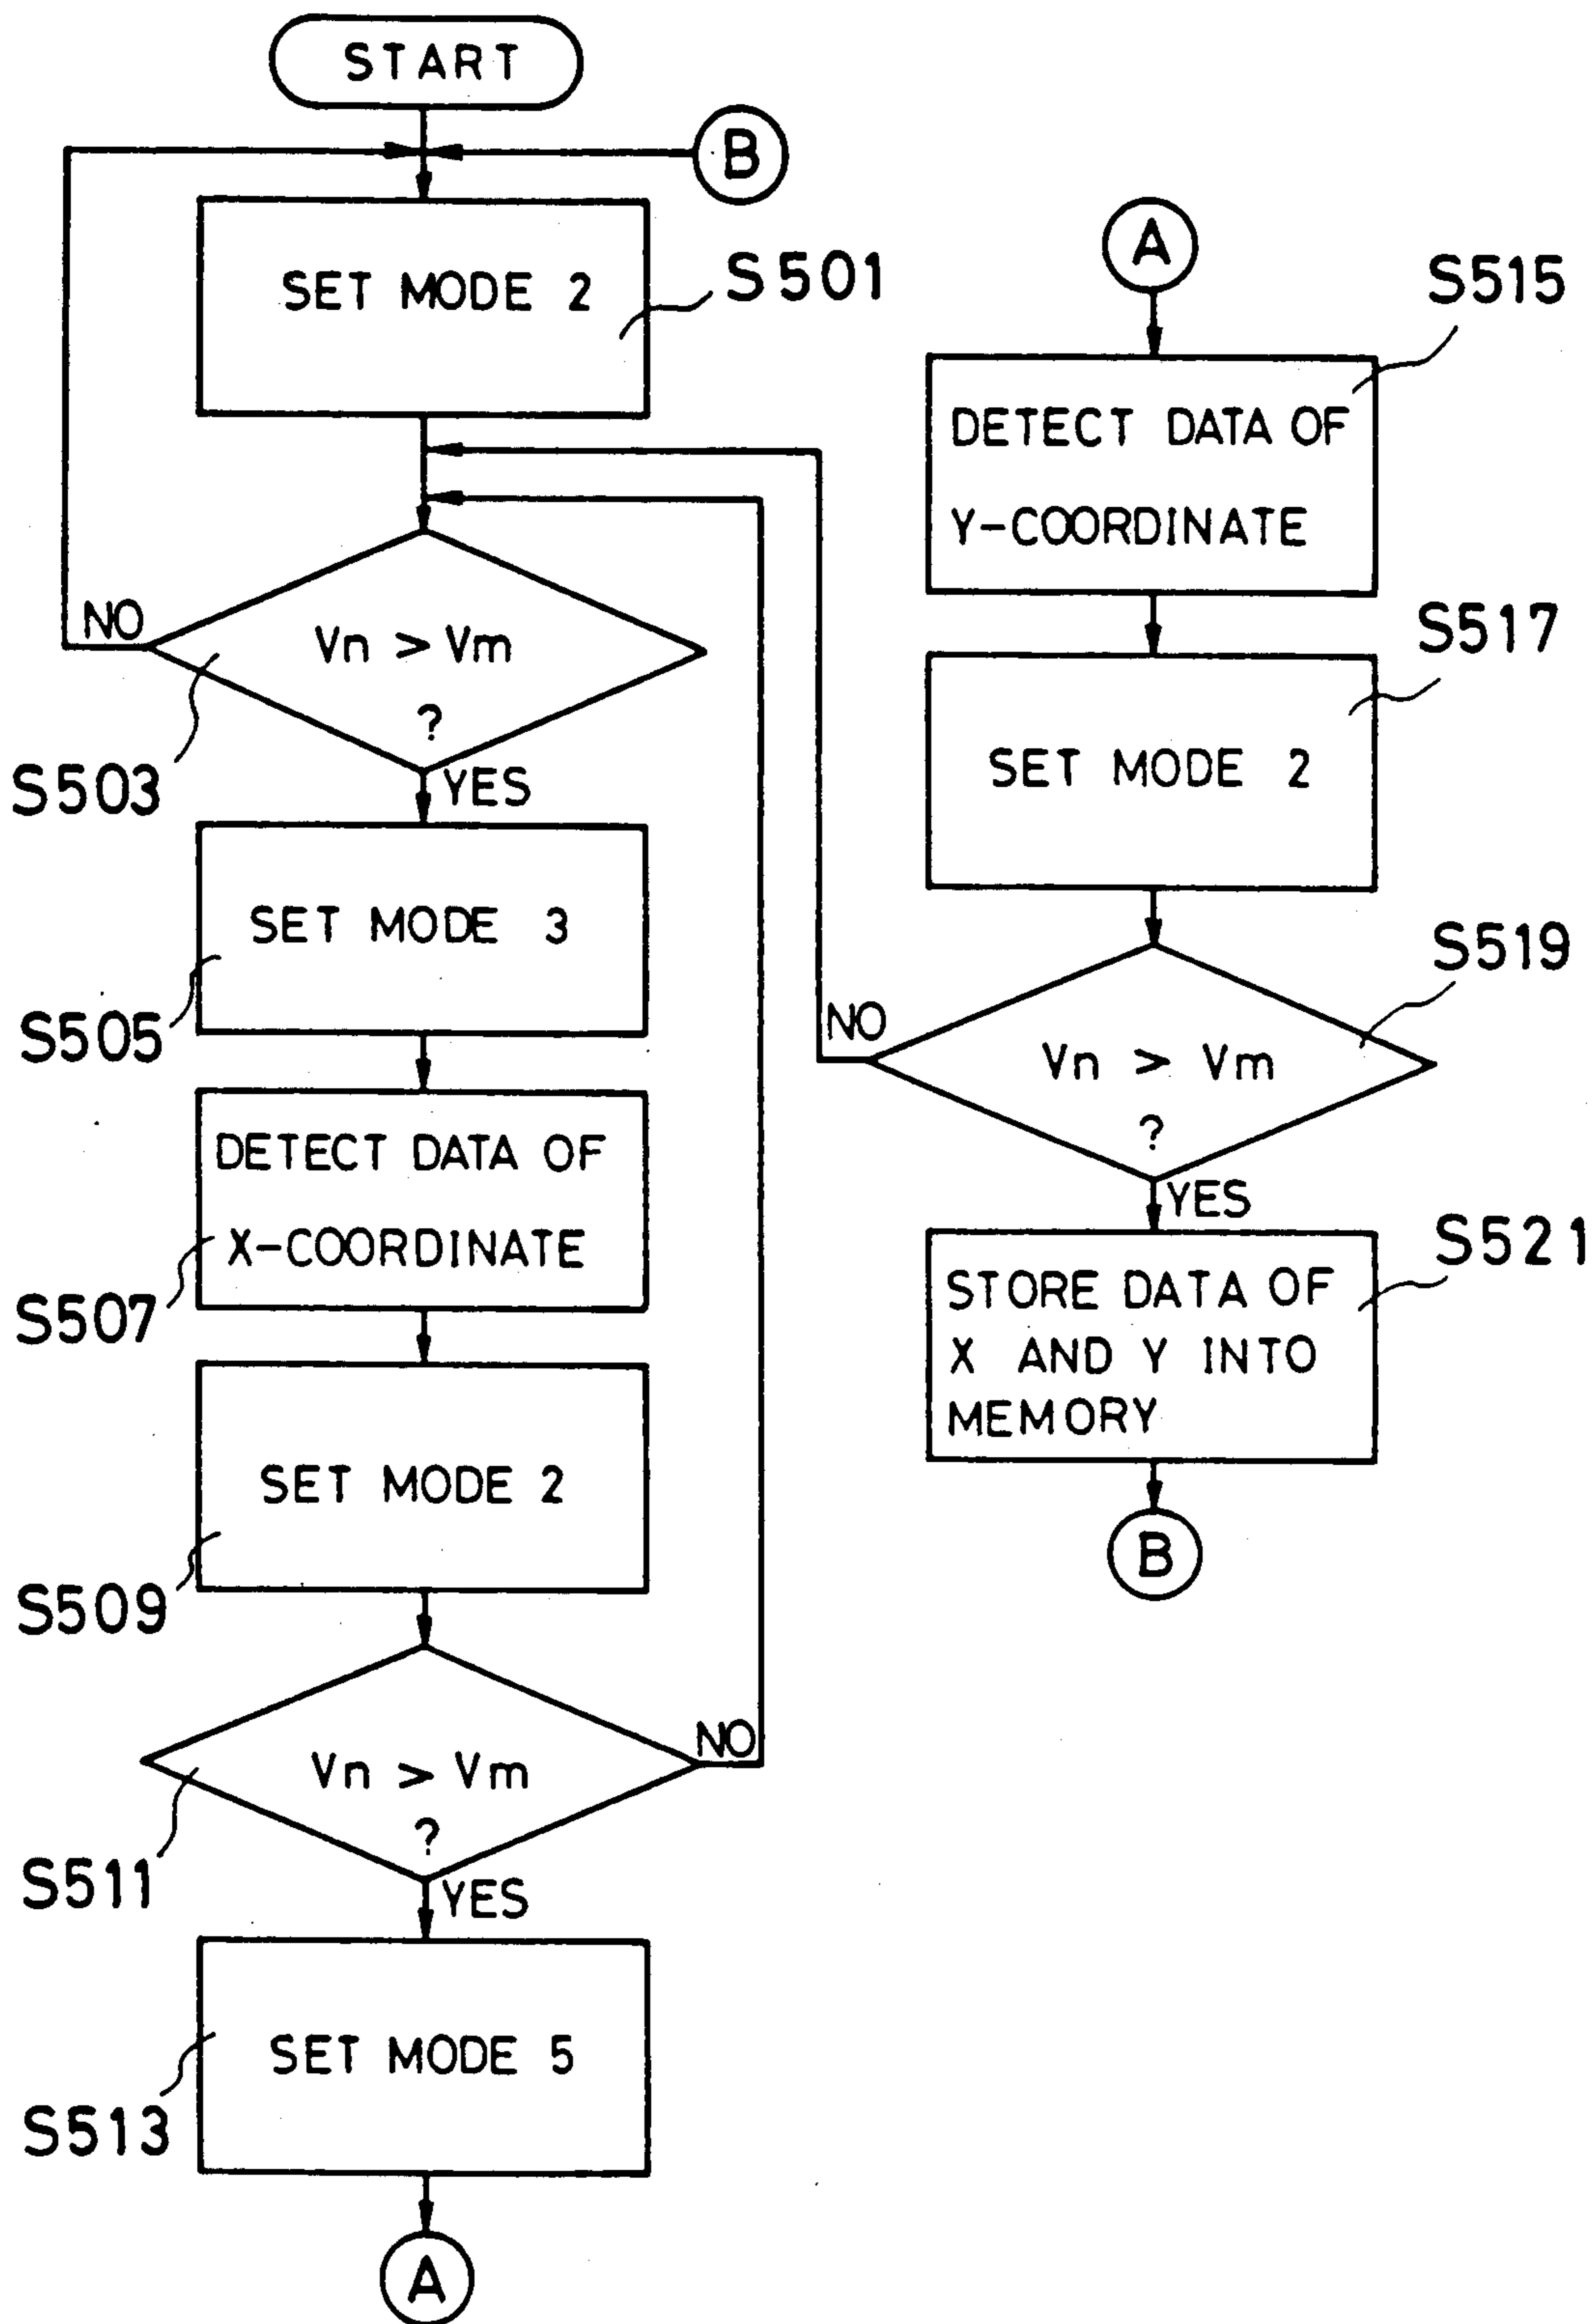 START
B
SET MODE 2
S501
Vn > Vm
?
NO
YES
S503
SET MODE 3
S505
DETECT DATA OF
X-COORDINATE
S507
SET MODE 2
S509
Vn > Vm
?
NO
YES
S511
SET MODE 5
S513
A
A
S515
DETECT DATA OF
Y-COORDINATE
S517
SET MODE 2
S519
NO
Vn > Vm
?
YES
S521
STORE DATA OF
X AND Y INTO
MEMORY
B